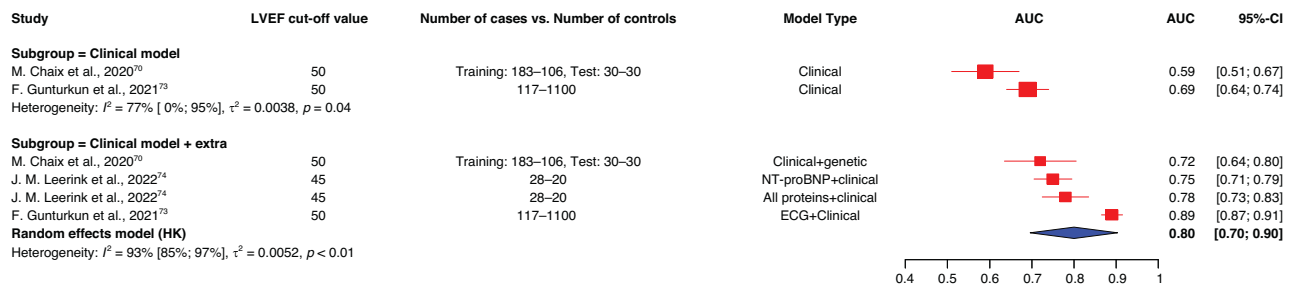 Study LVEF cut-off value Number of cases vs. Number of controls Model Type AUC AUC 95%-CI
Subgroup = Clinical model
M. Chaix et al., 2020⁷⁰ 50 Training: 183–106, Test: 30–30 Clinical 0.59 [0.51; 0.67]
F. Gunturkun et al., 2021⁷³ 50 117–1100 Clinical 0.69 [0.64; 0.74]
Heterogeneity: I² = 77% [ 0%; 95%], τ² = 0.0038, p = 0.04
Subgroup = Clinical model + extra
M. Chaix et al., 2020⁷⁰ 50 Training: 183–106, Test: 30–30 Clinical+genetic 0.72 [0.64; 0.80]
J. M. Leerink et al., 2022⁷⁴ 45 28–20 NT-proBNP+clinical 0.75 [0.71; 0.79]
J. M. Leerink et al., 2022⁷⁴ 45 28–20 All proteins+clinical 0.78 [0.73; 0.83]
F. Gunturkun et al., 2021⁷³ 50 117–1100 ECG+Clinical 0.89 [0.87; 0.91]
Random effects model (HK) 0.80 [0.70; 0.90]
Heterogeneity: I² = 93% [85%; 97%], τ² = 0.0052, p < 0.01
0.4 0.5 0.6 0.7 0.8 0.9 1